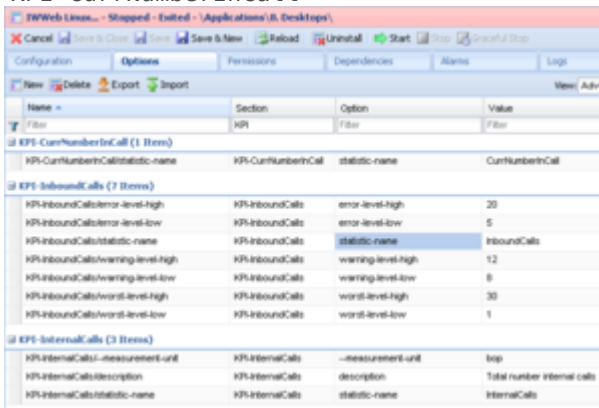 KPI-CurrNumberInCall
IWWeb Linux... - Stopped - Exited - \Applications\B. Desktops\
Cancel Save & Close Save Save & New Reload Uninstall Start Stop Graceful Stop
Configuration Options Permissions Dependencies Alarms Logs
New Delete Export Import View: Adv
Name Section Option Value
Filter KPI Filter Filter
KPI-CurrNumberInCall (1 Item)
KPI-CurrNumberInCall/statistic-name KPI-CurrNumberInCall statistic-name CurrNumberInCall
KPI-InboundCalls (7 Items)
KPI-InboundCalls/error-level-high KPI-InboundCalls error-level-high 20
KPI-InboundCalls/error-level-low KPI-InboundCalls error-level-low 5
KPI-InboundCalls/statistic-name KPI-InboundCalls statistic-name InboundCalls
KPI-InboundCalls/warning-level-high KPI-InboundCalls warning-level-high 12
KPI-InboundCalls/warning-level-low KPI-InboundCalls warning-level-low 8
KPI-InboundCalls/worst-level-high KPI-InboundCalls worst-level-high 30
KPI-InboundCalls/worst-level-low KPI-InboundCalls worst-level-low 1
KPI-InternalCalls (3 Items)
KPI-InternalCalls/--measurement-unit KPI-InternalCalls --measurement-unit bop
KPI-InternalCalls/description KPI-InternalCalls description Total number internal calls
KPI-InternalCalls/statistic-name KPI-InternalCalls statistic-name InternalCalls